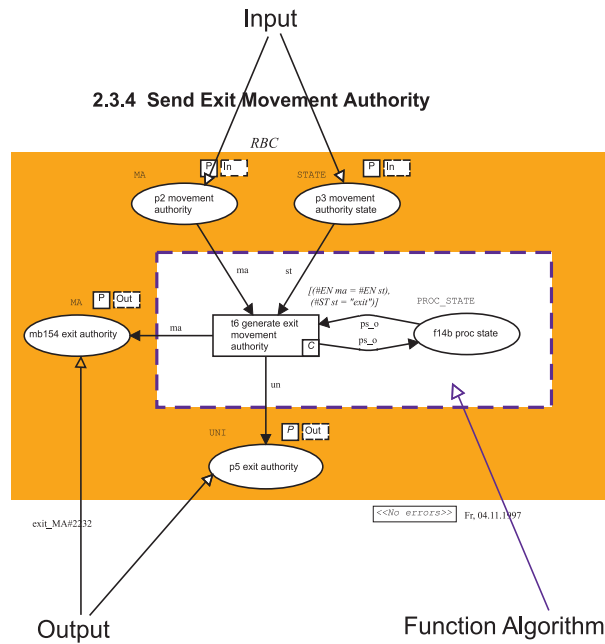 Input
2.3.4 Send Exit Movement Authority
RBC
P In
P In
MA
STATE
p2 movement
authority
p3 movement
authority state
ma
st
[(#EN ma = #EN st),
(#ST st = "exit")]
PROC_STATE
MA
P Out
mb154 exit authority
ma
t6 generate exit
movement
authority
C
ps_o
ps_o
f14b proc state
un
UNI
P Out
p5 exit authority
exit_MA#2232
<<No errors>>
Fr, 04.11.1997
Output
Function Algorithm